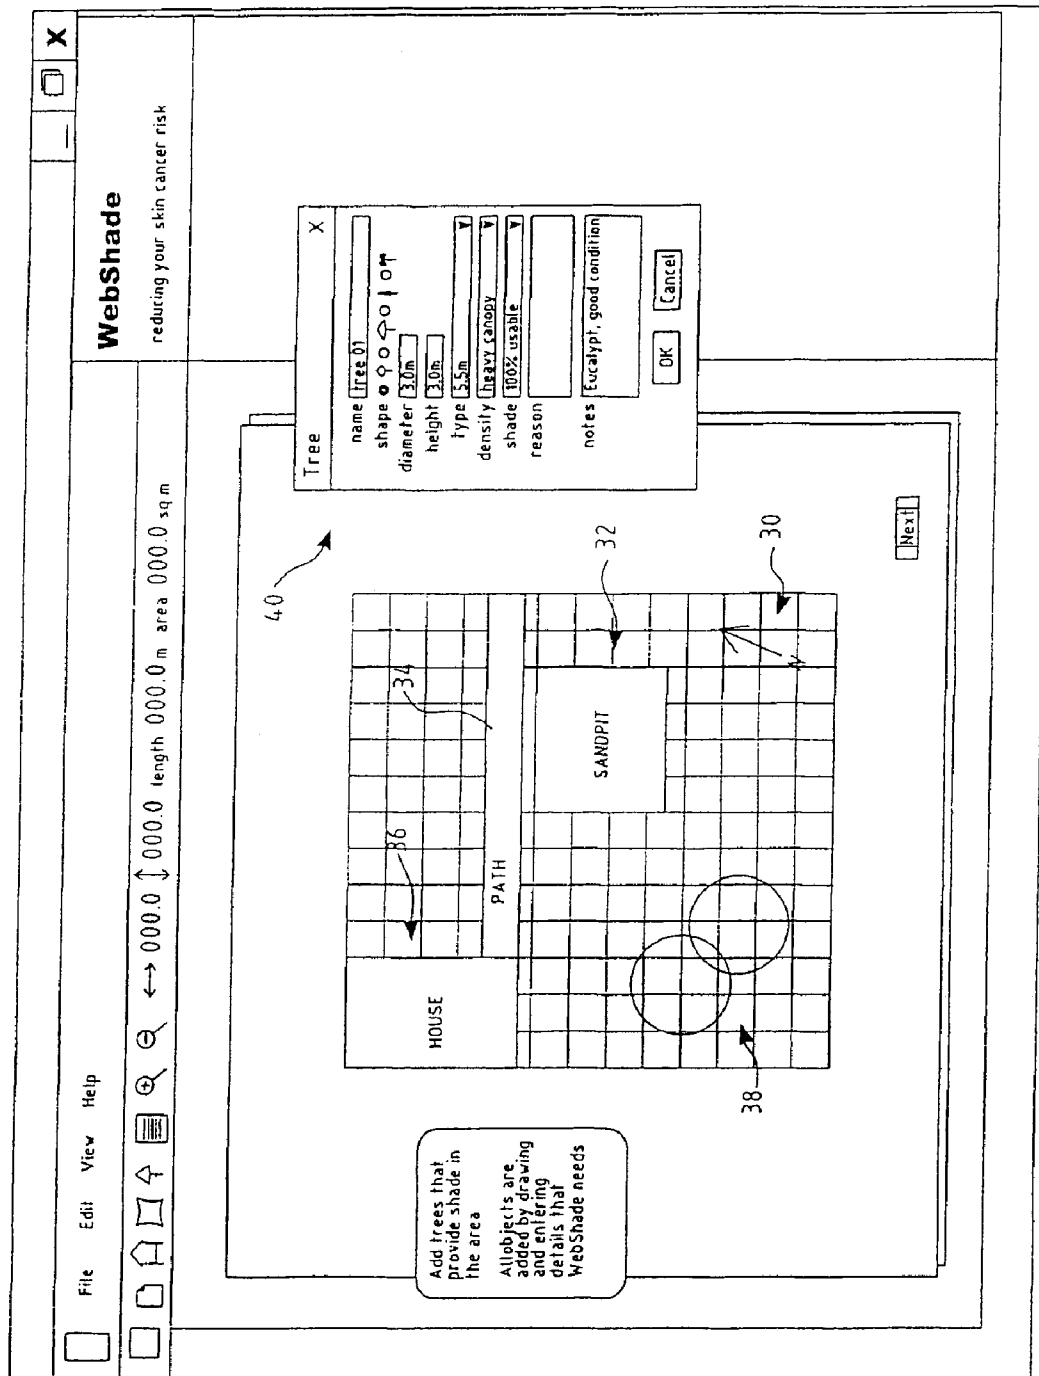 X
WebShade
reducing your skin cancer risk
File Edit View Help
000.0 000.0 length 000.0 m area 000.0 sq m
Add trees that
provide shade in
the area
Allobjects are
added by drawing
and entering
details that
WebShade needs
HOUSE
PATH
SANDPIT
N
36
34
32
30
38
40
Next
Tree X
name tree 01
shape
diameter 3.0m
height 3.0m
type 5.5m
density heavy canopy
shade 100% usable
reason
notes Eucalypt, good condition
OK Cancel